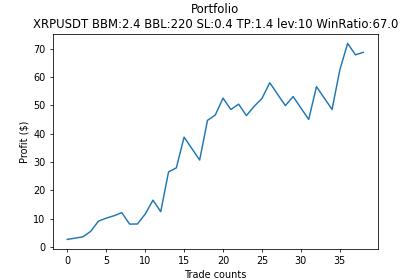 Portfolio
XRPUSDT BBM:2.4 BBL:220 SL:0.4 TP:1.4 lev:10 WinRatio:67.0
70
60
50
40
30
20
10
0
Profit ($)
0 5 10 15 20 25 30 35
Trade counts